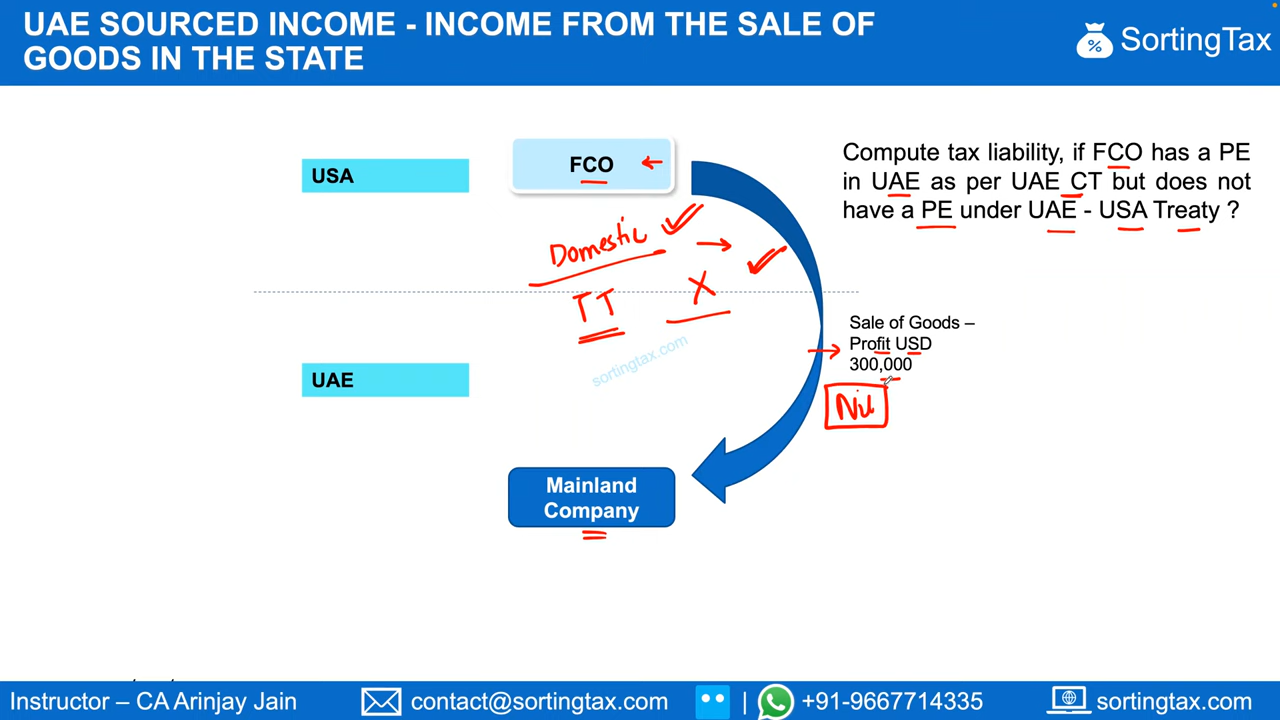 UAE SOURCED INCOME - INCOME FROM THE SALE OF
GOODS IN THE STATE
SortingTax
USA
FCO
Compute tax liability, if FCO has a PE
in UAE as per UAE CT but does not
have a PE under UAE - USA Treaty ?
Domestic
TT
X
Sale of Goods –
Profit USD
300,000
Nil
sortingtax.com
UAE
Mainland
Company
Instructor – CA Arinjay Jain
contact@sortingtax.com
|
+91-9667714335
sortingtax.com